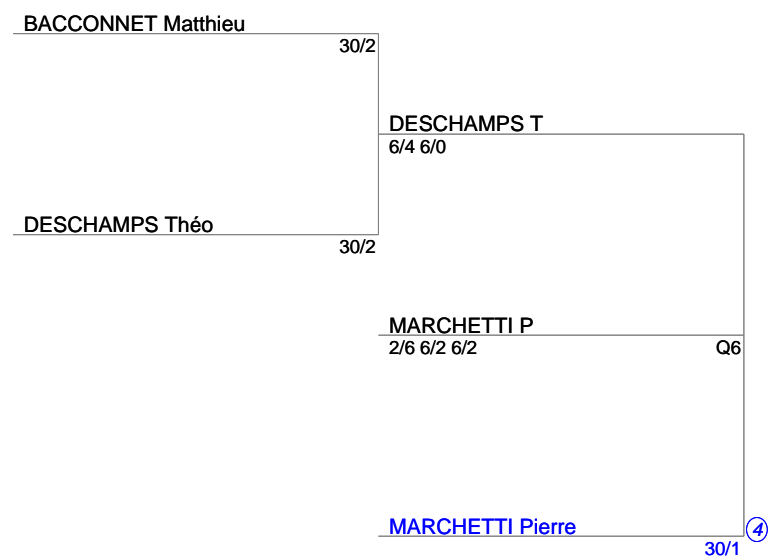 BACCONNET Matthieu
30/2
DESCHAMPS T
6/4 6/0
DESCHAMPS Théo
30/2
MARCHETTI P
2/6 6/2 6/2 Q6
MARCHETTI Pierre
4
30/1